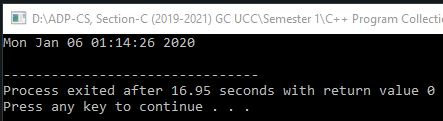 D:\ADP-CS, Section-C (2019-2021) GC UCC\Semester 1\C++ Program Collecti
Mon Jan 06 01:14:26 2020
--------------------------------
Process exited after 16.95 seconds with return value 0
Press any key to continue . . .